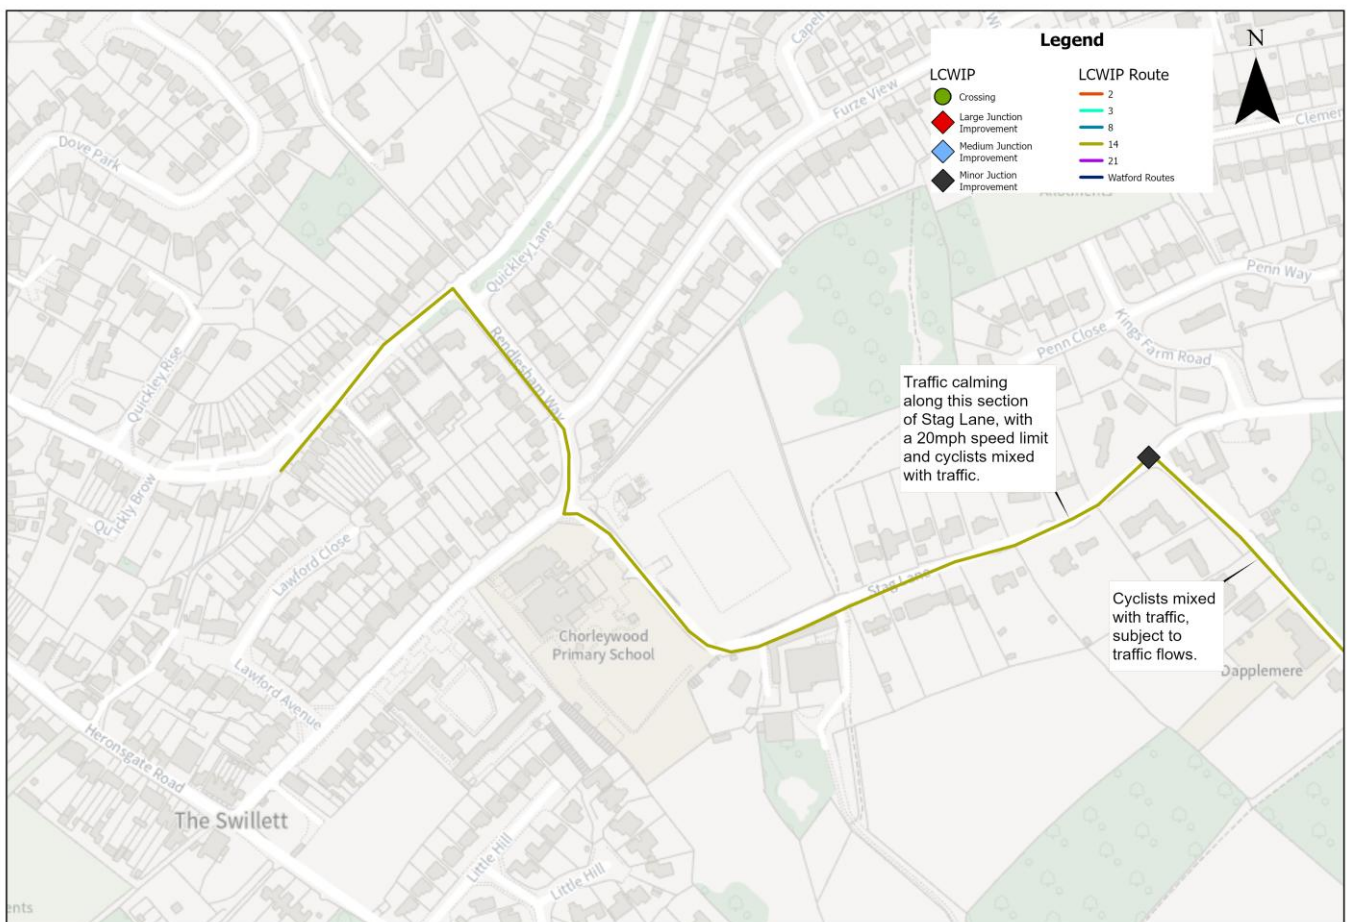 Legend
N
LCWIP
Crossing
Large Junction
Improvement
Medium Junction
Improvement
Minor Juction
Improvement
LCWIP Route
2
3
8
14
21
Watford Routes
Capell
Furze View
Clemen
Allotments
Dove Park
Quickley Lane
Penn Way
Penn Close
Kings Farm Road
Rendlesham Way
Quickley Rise
Traffic calming
along this section
of Stag Lane, with
a 20mph speed limit
and cyclists mixed
with traffic.
Quickly Brow
Lawford Close
Stag Lane
Cyclists mixed
with traffic,
subject to
traffic flows.
Chorleywood
Primary School
Dapplemere
Lawford Avenue
Heronsgate Road
The Swillett
Little Hill
Little Hill
ents